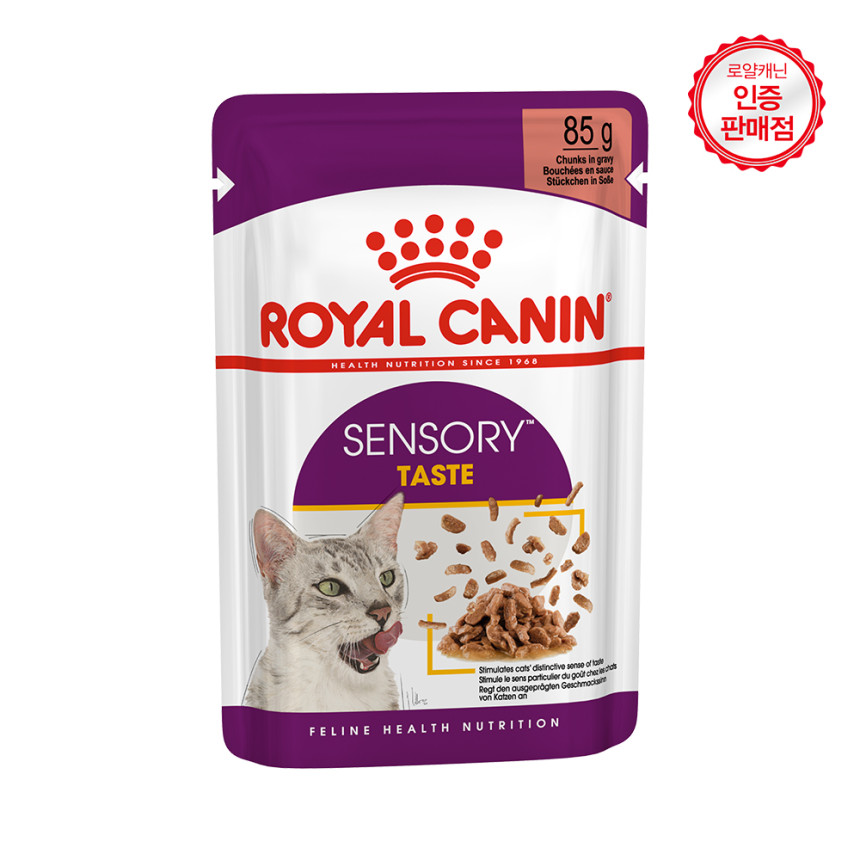 로얄캐닌
인증
판매점
85 g
Chunks in gravy
Bouchées en sauce
Stückchen in Soße
ROYAL CANIN®
HEALTH NUTRITION SINCE 1968
SENSORY™
TASTE
Stimulates cats' distinctive sense of taste
Stimule le sens particulier du goût chez les chats
Regt den ausgeprägten Geschmackssinn
von Katzen an
FELINE HEALTH NUTRITION